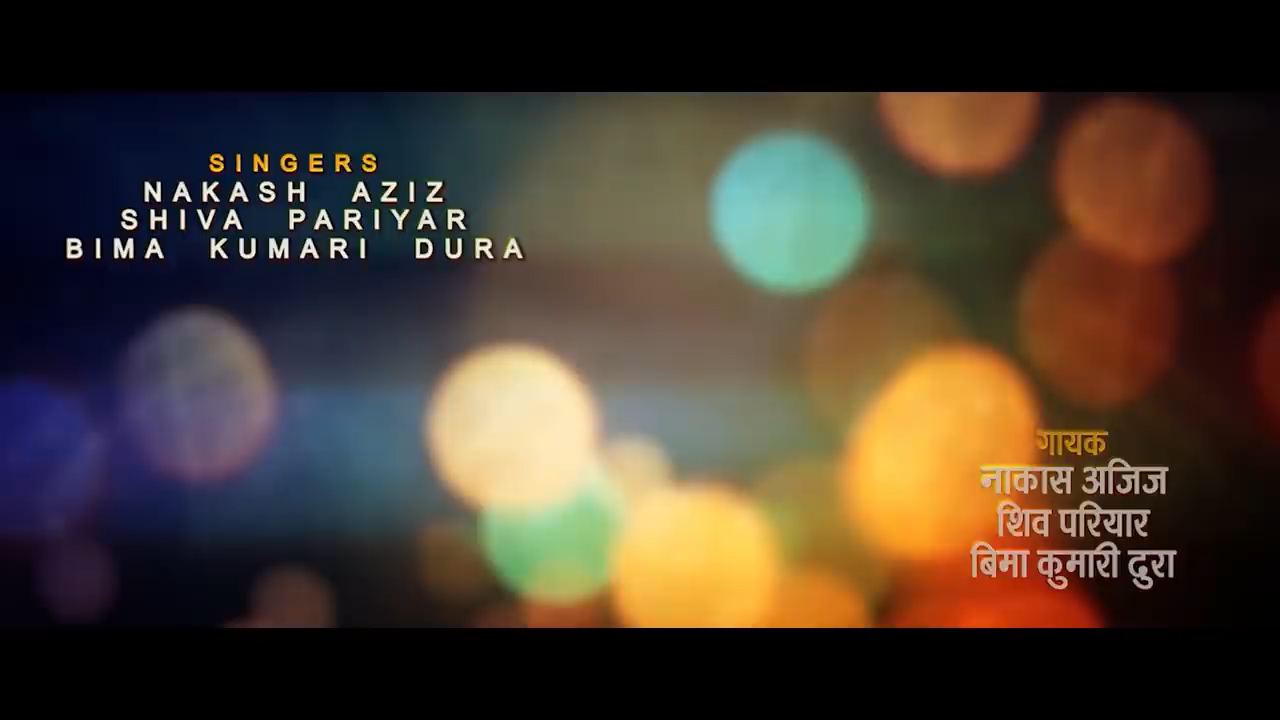 SINGERS
NAKASH AZIZ
SHIVA PARIYAR
BIMA KUMARI DURA
गायक
नाकास अजिज
शिव परियार
बिमा कुमारी दुरा